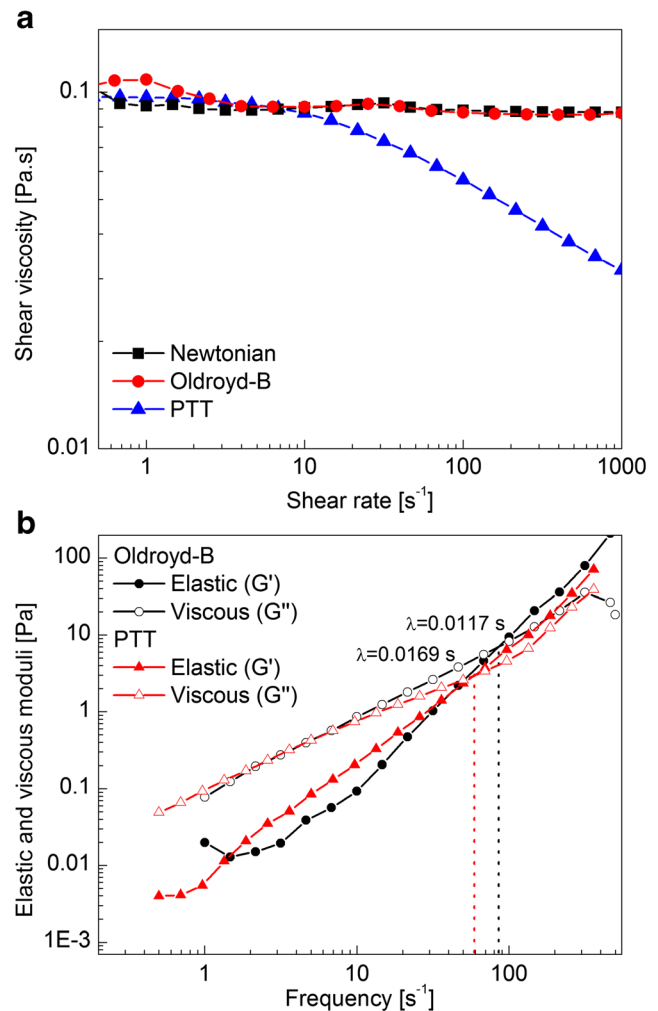 a
Shear viscosity [Pa.s]
0.1
0.01
Newtonian
Oldroyd-B
PTT
1 10 100 1000
Shear rate [s⁻¹]
b
Elastic and viscous moduli [Pa]
100
10
1
0.1
0.01
1E-3
Oldroyd-B
Elastic (G')
Viscous (G'')
PTT
Elastic (G')
Viscous (G'')
λ=0.0117 s
λ=0.0169 s
1 10 100
Frequency [s⁻¹]